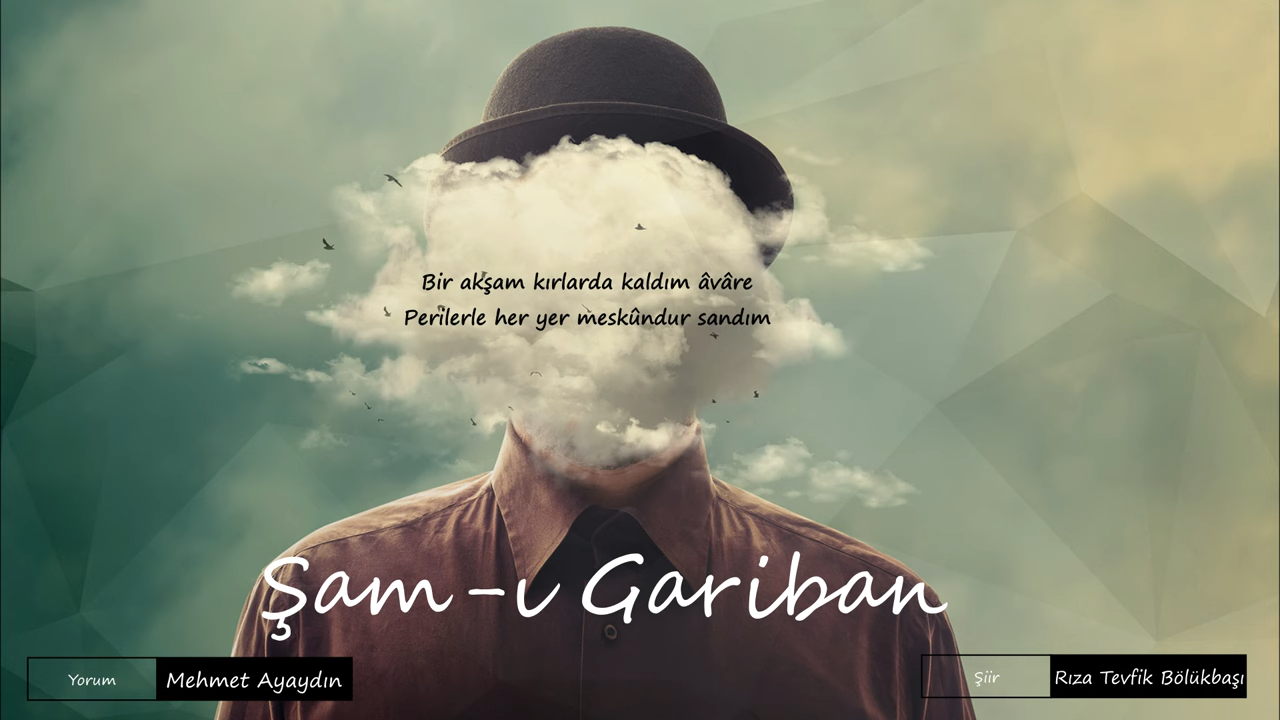 Bir akşam kırlarda kaldım âvâre
Perilerle her yer meskûndur sandım
Şam-ı Gariban
Yorum Mehmet Ayaydın
Şiir Rıza Tevfik Bölükbaşı